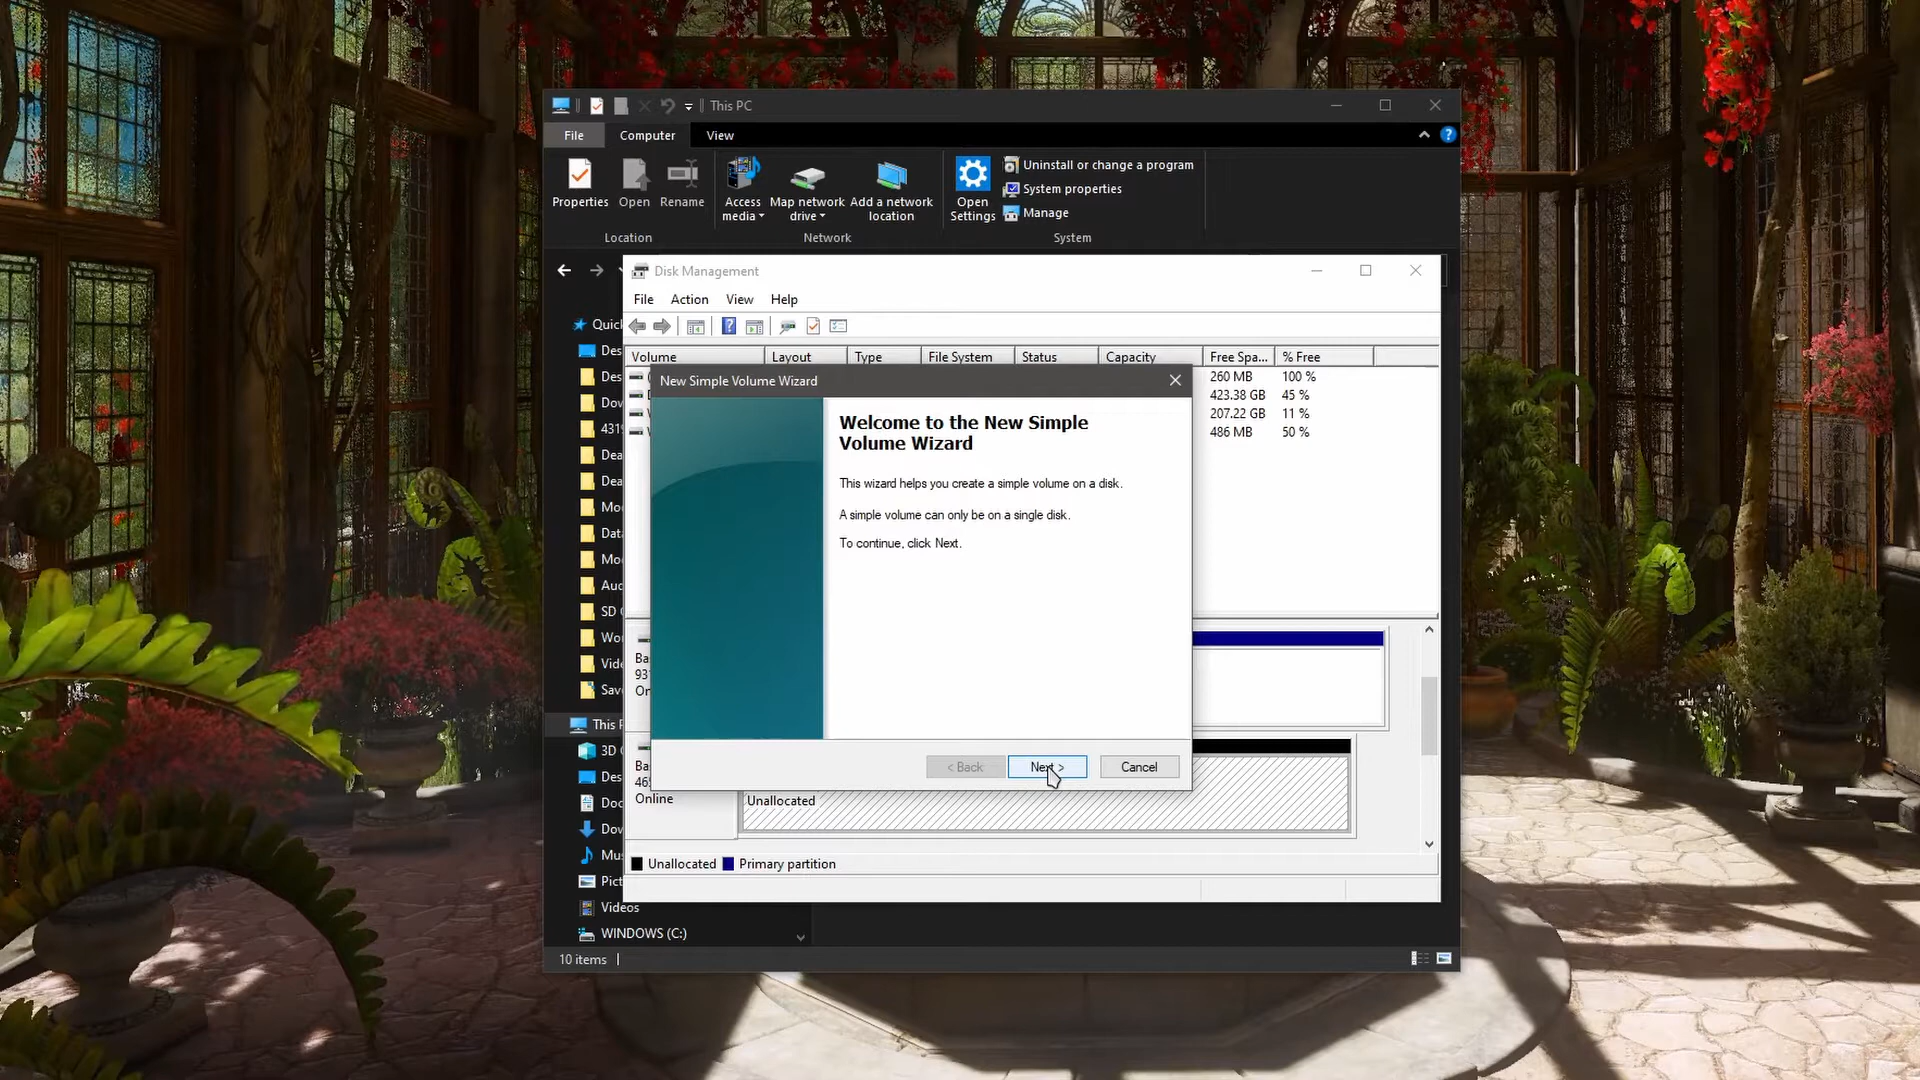 This PC
File
Computer
View
Properties
Open
Rename
Access media
Map network drive
Add a network location
Open Settings
Uninstall or change a program
System properties
Manage
Location
Network
System
Disk Management
File
Action
View
Help
Volume
Layout
Type
File System
Status
Capacity
Free Spa...
% Free
260 MB
100 %
423.38 GB
45 %
207.22 GB
11 %
486 MB
50 %
New Simple Volume Wizard
Welcome to the New Simple
Volume Wizard
This wizard helps you create a simple volume on a disk.
A simple volume can only be on a single disk.
To continue, click Next.
< Back
Next >
Cancel
Online
Unallocated
Unallocated
Primary partition
Videos
WINDOWS (C:)
10 items